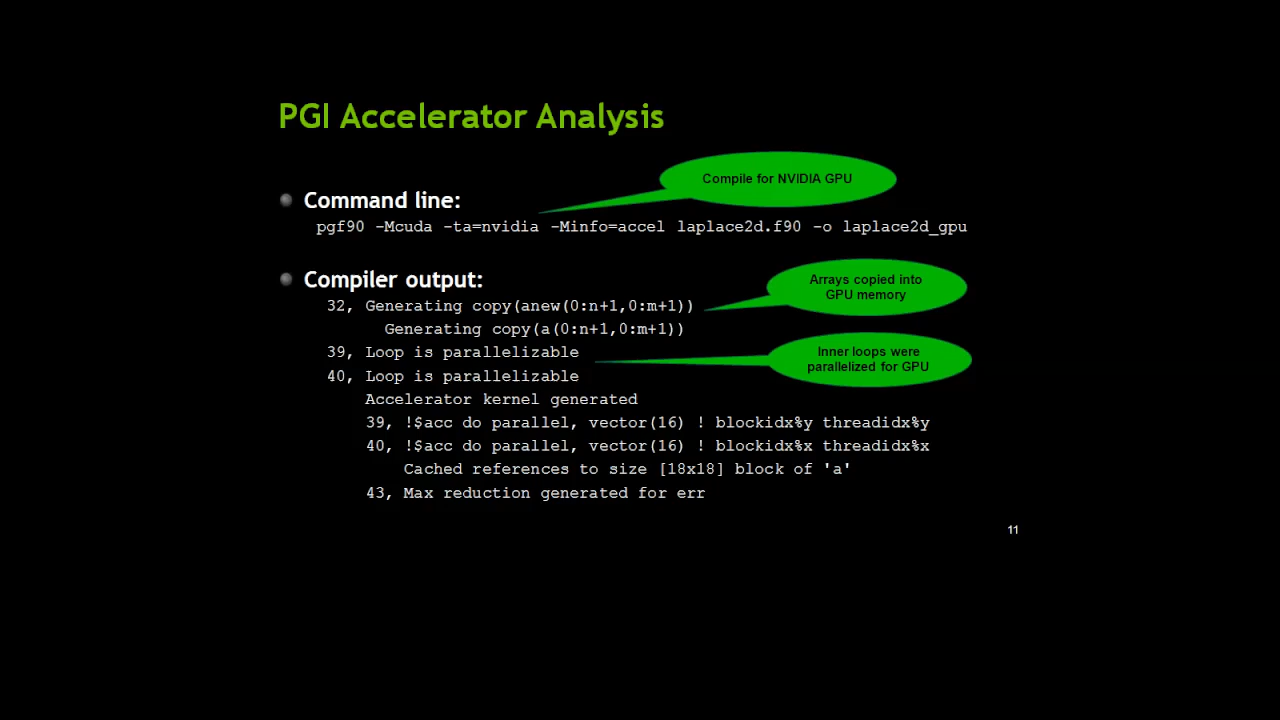 PGI Accelerator Analysis
Compile for NVIDIA GPU
Command line:
pgf90 -Mcuda -ta=nvidia -Minfo=accel laplace2d.f90 -o laplace2d_gpu
Compiler output:
Arrays copied into
GPU memory
32, Generating copy(anew(0:n+1,0:m+1))
Generating copy(a(0:n+1,0:m+1))
39, Loop is parallelizable
Inner loops were
parallelized for GPU
40, Loop is parallelizable
Accelerator kernel generated
39, !$acc do parallel, vector(16) ! blockidx%y threadidx%y
40, !$acc do parallel, vector(16) ! blockidx%x threadidx%x
Cached references to size [18x18] block of 'a'
43, Max reduction generated for err
11